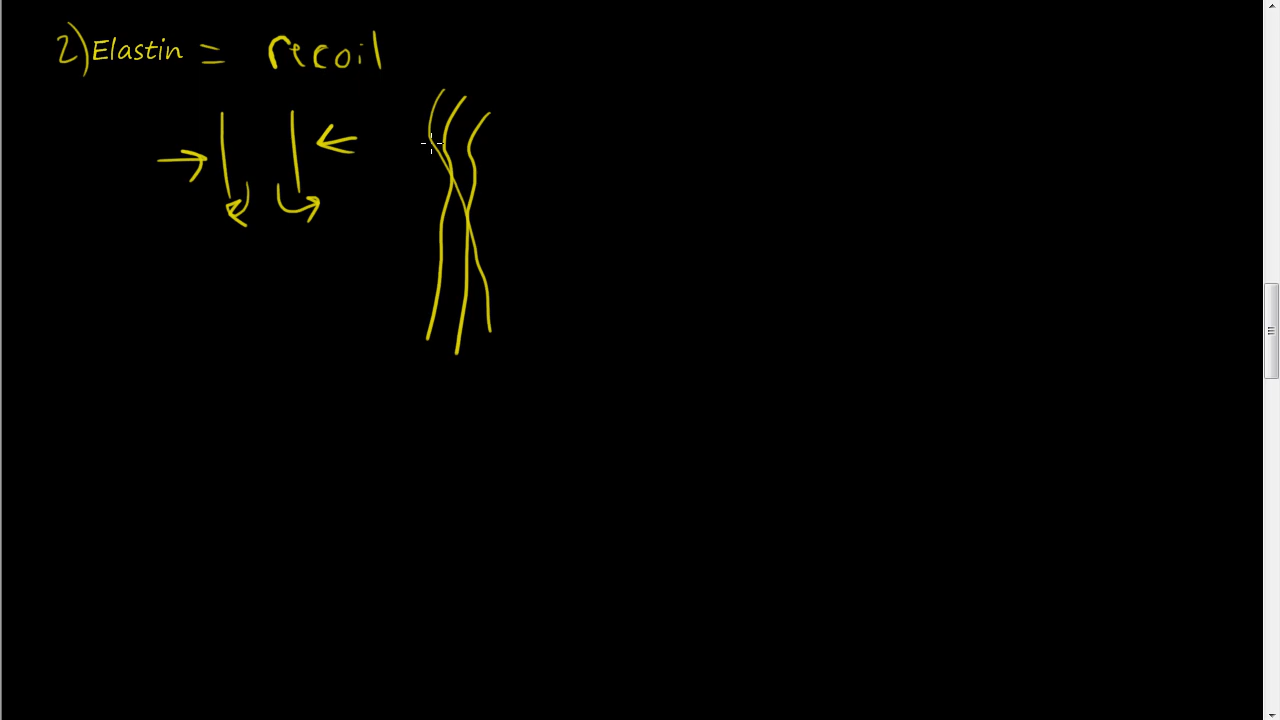 2) Elastin = recoil